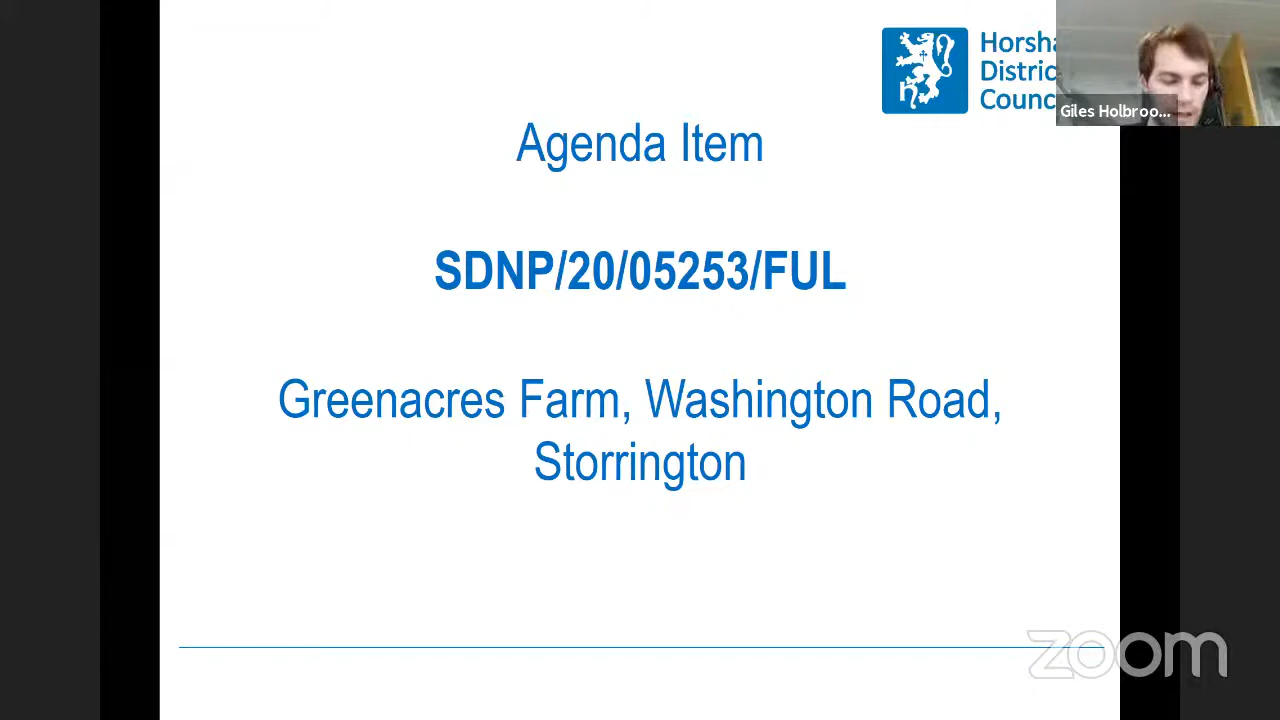 Horsha
Distric
Counc
Giles Holbroo...
Agenda Item
SDNP/20/05253/FUL
Greenacres Farm, Washington Road,
Storrington
zoom